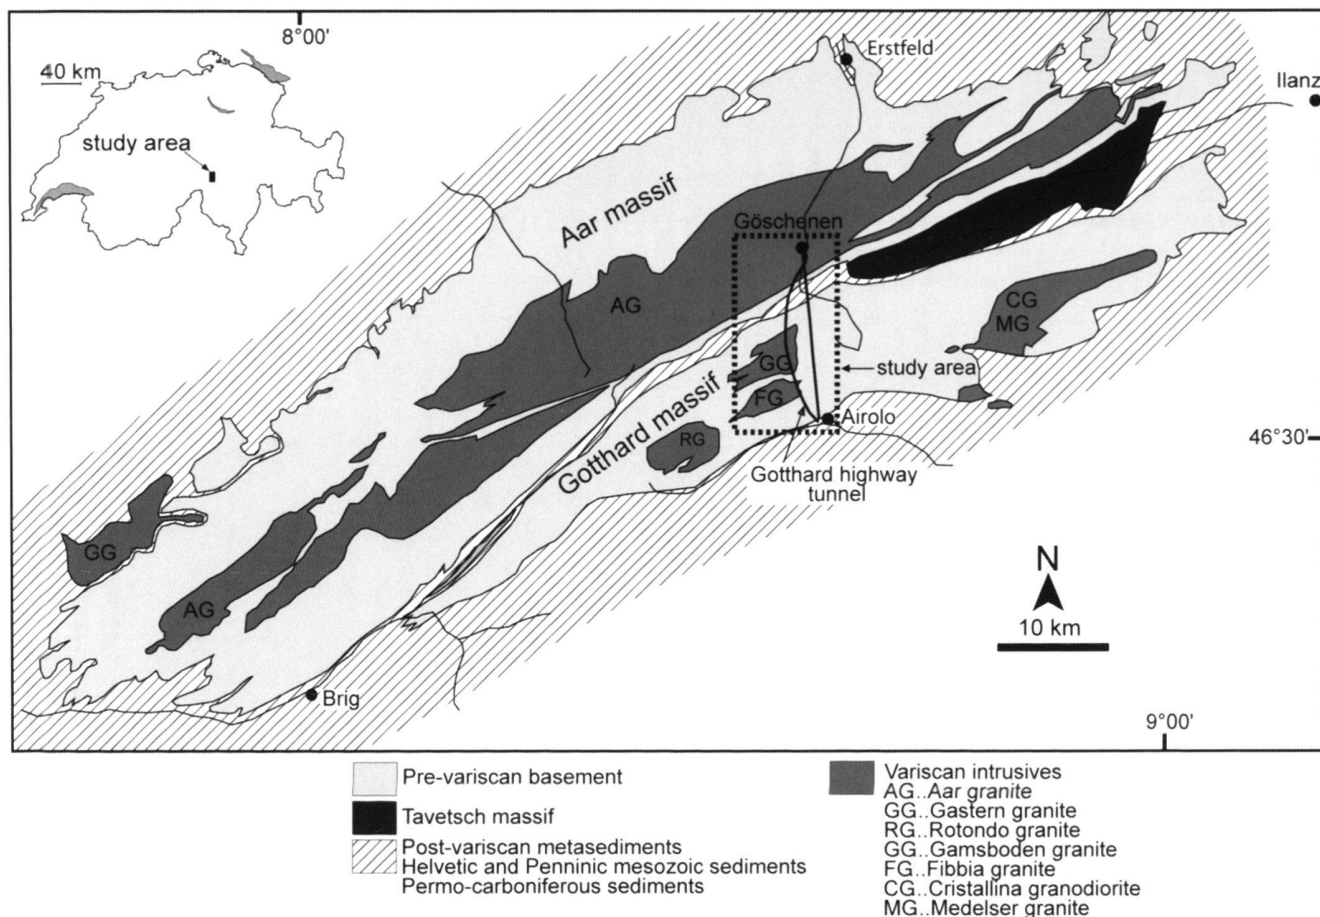 8°00'
40 km
study area
Erstfeld
Ilanz
Aar massif
Göschenen
AG
CG
MG
GG
study area
FG
Airolo
Gotthard massif
RG
46°30'
Gotthard highway
tunnel
GG
N
10 km
AG
Brig
9°00'
Pre-variscan basement
Tavetsch massif
Post-variscan metasediments
Helvetic and Penninic mesozoic sediments
Permo-carboniferous sediments
Variscan intrusives
AG..Aar granite
GG..Gastern granite
RG..Rotondo granite
GG..Gamsboden granite
FG..Fibbia granite
CG..Cristallina granodiorite
MG..Medelser granite